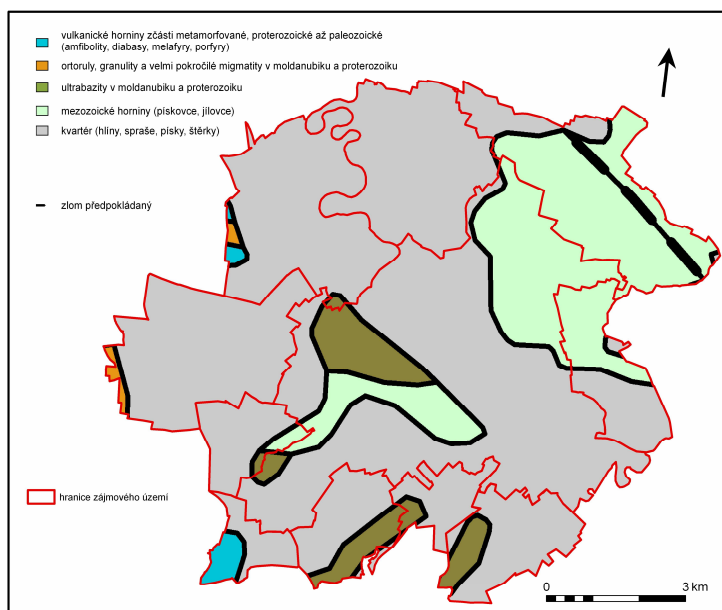 vulkanické horniny zčásti metamorfované, proterozoické až paleozoické
(amfibolity, diabasy, melafyry, porfyry)
ortoruly, granulity a velmi pokročilé migmatity v moldanubiku a proterozoiku
ultrabazity v moldanubiku a proterozoiku
mezozoické horniny (pískovce, jílovce)
kvartér (hlíny, spraše, písky, štěrky)
zlom předpokládaný
hranice zájmového území
0 3 km